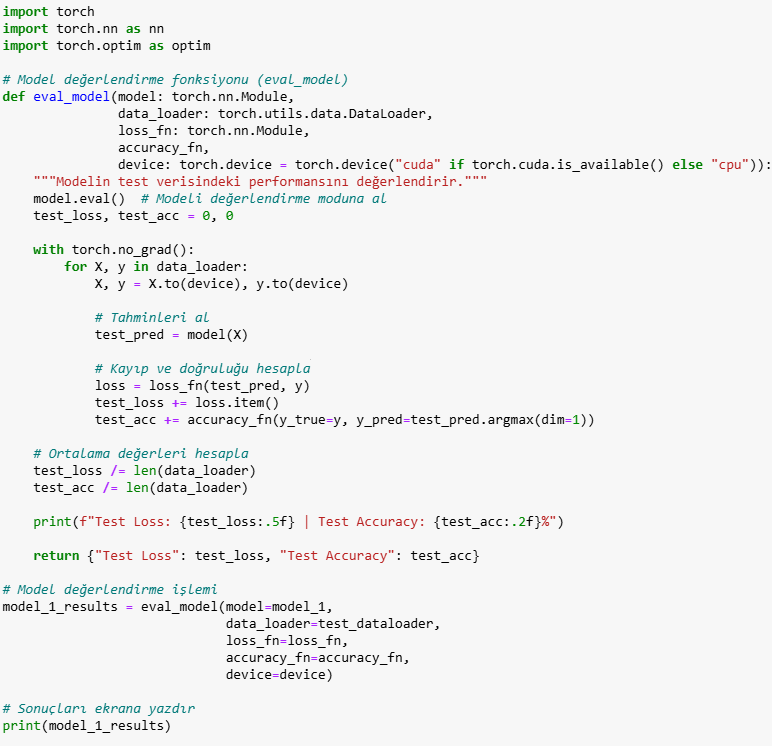 import torch
import torch.nn as nn
import torch.optim as optim

# Model değerlendirme fonksiyonu (eval_model)
def eval_model(model: torch.nn.Module,
               data_loader: torch.utils.data.DataLoader,
               loss_fn: torch.nn.Module,
               accuracy_fn,
               device: torch.device = torch.device("cuda" if torch.cuda.is_available() else "cpu")):
    """Modelin test verisindeki performansını değerlendirir."""
    model.eval()  # Modeli değerlendirme moduna al
    test_loss, test_acc = 0, 0

    with torch.no_grad():
        for X, y in data_loader:
            X, y = X.to(device), y.to(device)

            # Tahminleri al
            test_pred = model(X)

            # Kayıp ve doğruluğu hesapla
            loss = loss_fn(test_pred, y)
            test_loss += loss.item()
            test_acc += accuracy_fn(y_true=y, y_pred=test_pred.argmax(dim=1))

    # Ortalama değerleri hesapla
    test_loss /= len(data_loader)
    test_acc /= len(data_loader)

    print(f"Test Loss: {test_loss:.5f} | Test Accuracy: {test_acc:.2f}%")

    return {"Test Loss": test_loss, "Test Accuracy": test_acc}

# Model değerlendirme işlemi
model_1_results = eval_model(model=model_1,
                             data_loader=test_dataloader,
                             loss_fn=loss_fn,
                             accuracy_fn=accuracy_fn,
                             device=device)

# Sonuçları ekrana yazdır
print(model_1_results)